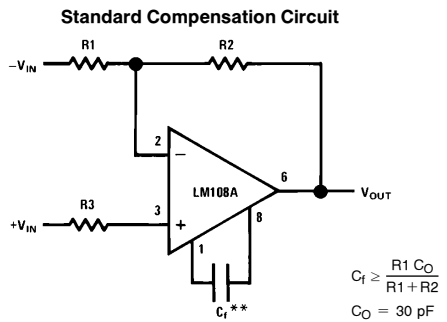 Standard Compensation Circuit
R1
R2
−VIN
2
−
6
LM108A
VOUT
R3
3
+
8
+VIN
1
Cf **
Cf ≥ R1 CO / R1+R2
CO = 30 pF